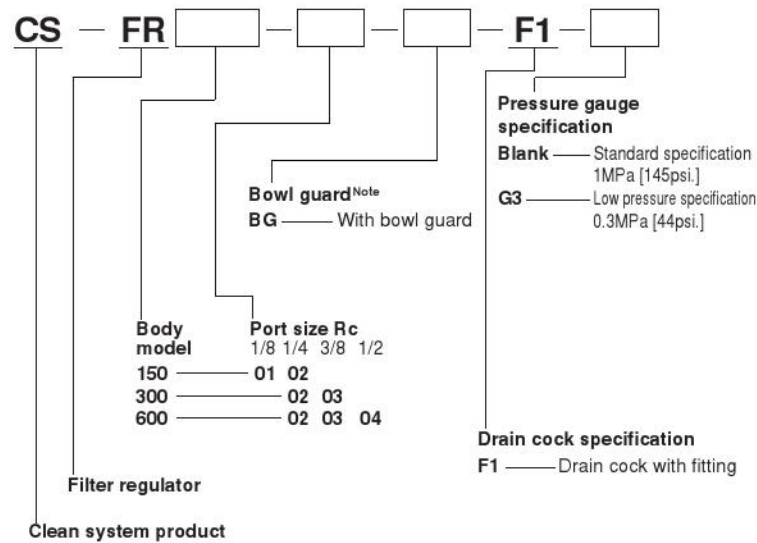 CS — FR — — — F1 —
Pressure gauge
specification
Blank Standard specification
1MPa [145psi.]
G3 Low pressure specification
0.3MPa [44psi.]
Bowl guard Note
BG With bowl guard
Body
model
Port size Rc
1/8 1/4 3/8 1/2
150 01 02
300 02 03
600 02 03 04
Drain cock specification
F1 Drain cock with fitting
Filter regulator
Clean system product